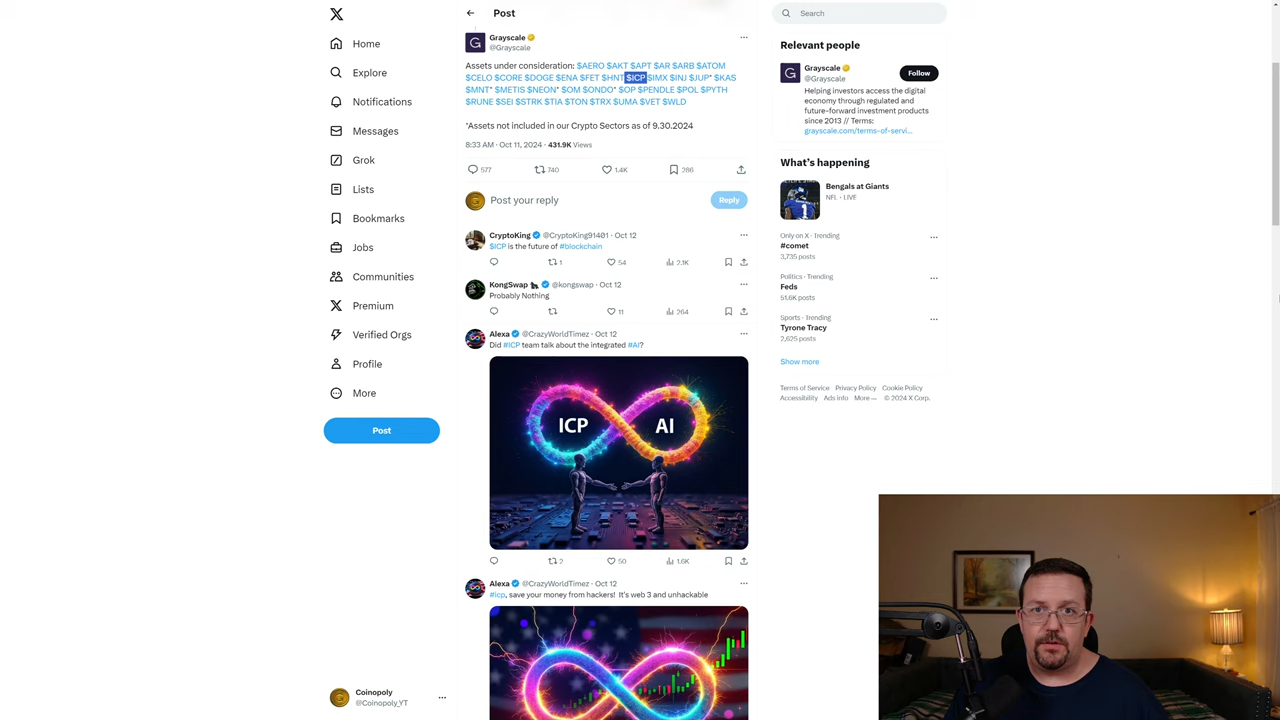 Post
Search
Home
Explore
Notifications
Messages
Grok
Lists
Bookmarks
Jobs
Communities
Premium
Verified Orgs
Profile
More
Post
Coinopoly
@Coinopoly_YT
Grayscale
@Grayscale
Assets under consideration: $AERO $AKT $APT $AR $ARB $ATOM
$CELO $CORE $DOGE $ENA $FET $HNT $ICP $IMX $INJ $JUP* $KAS
$MNT* $METIS $NEON* $OM $ONDO* $OP $PENDLE $POL $PYTH
$RUNE $SEI $STRK $TIA $TON $TRX $UMA $VET $WLD
*Assets not included in our Crypto Sectors as of 9.30.2024
8:33 AM · Oct 11, 2024 · 431.9K Views
577 740 1.4K 286
Post your reply
Reply
CryptoKing @CryptoKing91401 · Oct 12
$ICP is the future of #blockchain
1 54 2.1K
KongSwap @kongswap · Oct 12
Probably Nothing
11 264
Alexa @CrazyWorldTimez · Oct 12
Did #ICP team talk about the integrated #AI?
ICP AI
2 50 1.6K
Alexa @CrazyWorldTimez · Oct 12
#icp, save your money from hackers! It's web 3 and unhackable
Relevant people
Grayscale
@Grayscale
Follow
Helping investors access the digital
economy through regulated and
future-forward investment products
since 2013 // Terms:
grayscale.com/terms-of-servi...
What's happening
Bengals at Giants
NFL · LIVE
Only on X · Trending
#comet
3,735 posts
Politics · Trending
Feds
51.6K posts
Sports · Trending
Tyrone Tracy
2,625 posts
Show more
Terms of Service Privacy Policy Cookie Policy
Accessibility Ads info More ··· © 2024 X Corp.